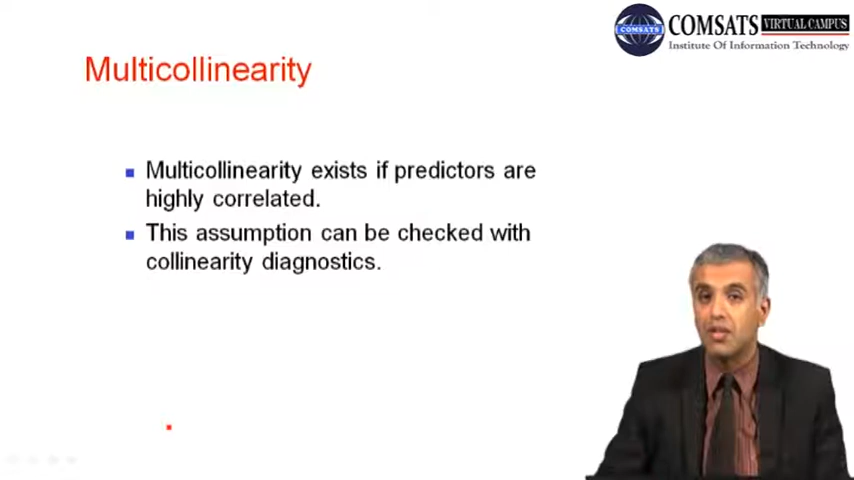 COMSATS VIRTUAL CAMPUS
Institute Of Information Technology
COMSATS
Multicollinearity
Multicollinearity exists if predictors are
highly correlated.
This assumption can be checked with
collinearity diagnostics.